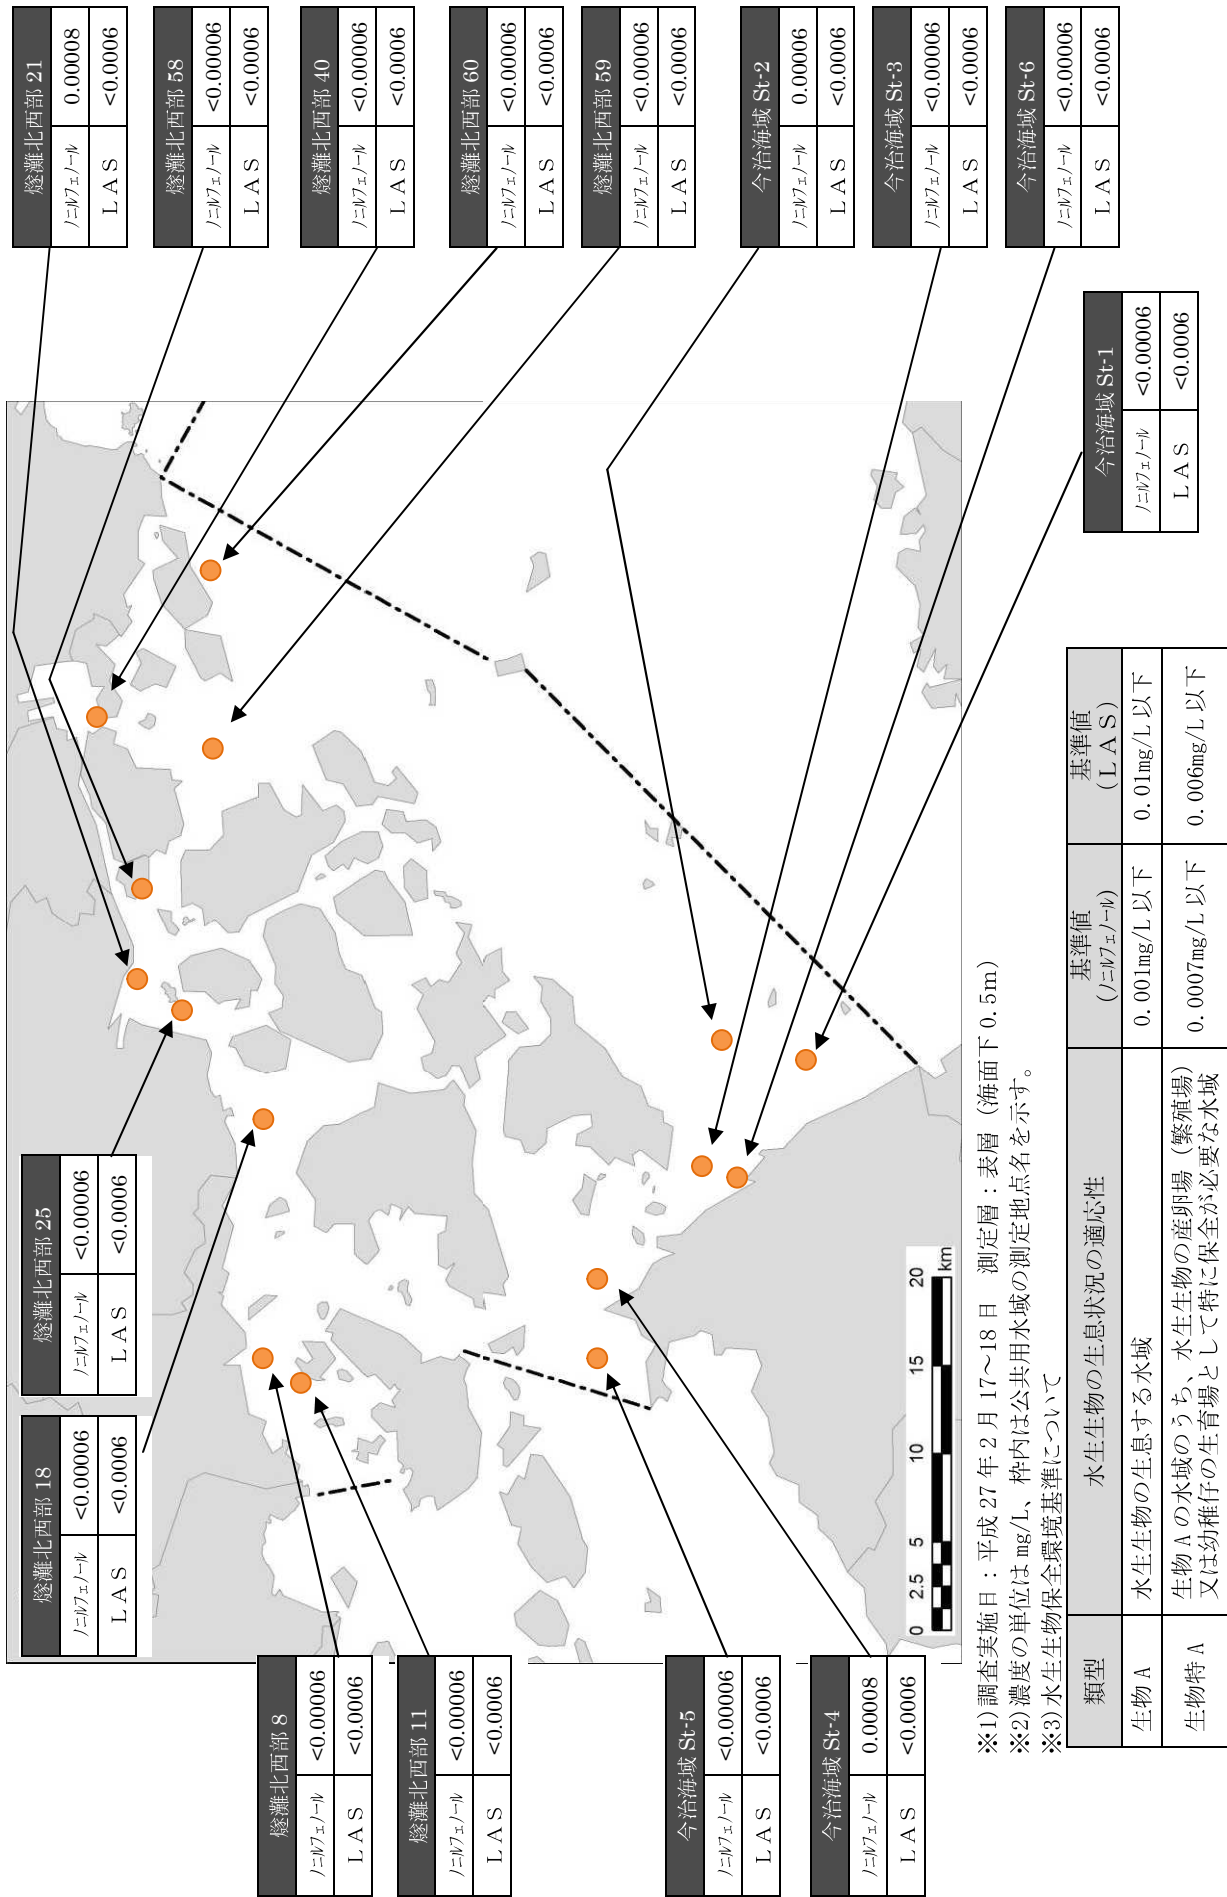 燧灘北西部 18
ノニルフェノール <0.00006
ＬＡＳ <0.0006
燧灘北西部 25
ノニルフェノール <0.00006
ＬＡＳ <0.0006
燧灘北西部 21
ノニルフェノール 0.00008
ＬＡＳ <0.0006
燧灘北西部 58
ノニルフェノール <0.00006
ＬＡＳ <0.0006
燧灘北西部 40
ノニルフェノール <0.00006
ＬＡＳ <0.0006
燧灘北西部 60
ノニルフェノール <0.00006
ＬＡＳ <0.0006
燧灘北西部 59
ノニルフェノール <0.00006
ＬＡＳ <0.0006
今治海域 St-2
ノニルフェノール 0.00006
ＬＡＳ <0.0006
今治海域 St-3
ノニルフェノール <0.00006
ＬＡＳ <0.0006
今治海域 St-6
ノニルフェノール <0.00006
ＬＡＳ <0.0006
今治海域 St-1
ノニルフェノール <0.00006
ＬＡＳ <0.0006
燧灘北西部 8
ノニルフェノール <0.00006
ＬＡＳ <0.0006
燧灘北西部 11
ノニルフェノール <0.00006
ＬＡＳ <0.0006
今治海域 St-5
ノニルフェノール <0.00006
ＬＡＳ <0.0006
今治海域 St-4
ノニルフェノール 0.00008
ＬＡＳ <0.0006
0 2.5 5 10 15 20
km
※1)調査実施日：平成 27 年 2 月 17～18 日　測定層：表層（海面下 0.5m）
※2)濃度の単位は mg/L、枠内は公共用水域の測定地点名を示す。
※3)水生生物保全環境基準について
類型 水生生物の生息状況の適応性 基準値 基準値
(ノニルフェノール) (ＬＡＳ)
生物 A 水生生物の生息する水域 0.001mg/L 以下 0.01mg/L 以下
生物特 A 生物 A の水域のうち、水生生物の産卵場（繁殖場） 0.0007mg/L 以下 0.006mg/L 以下
又は幼稚仔の生育場として特に保全が必要な水域